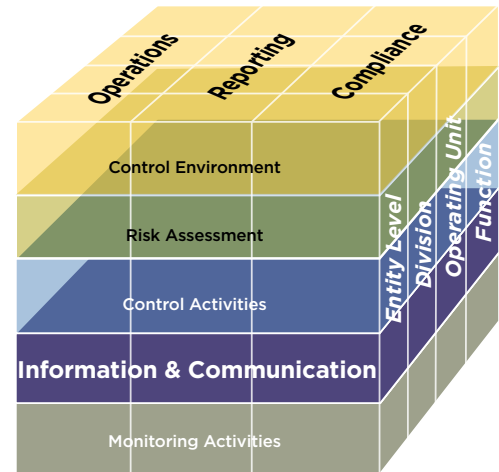 Operations
Reporting
Compliance
Control Environment
Risk Assessment
Control Activities
Information & Communication
Monitoring Activities
Entity Level
Division
Operating Unit
Function